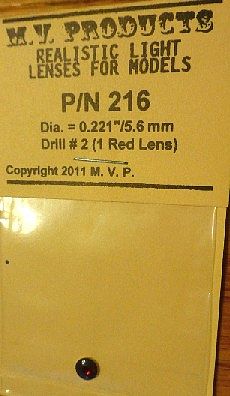 M.V. PRODUCTS
REALISTIC LIGHT
LENSES FOR MODELS
P/N 216
Dia. = 0.221"/5.6 mm
Drill # 2 (1 Red Lens)
Copyright 2011 M. V. P.